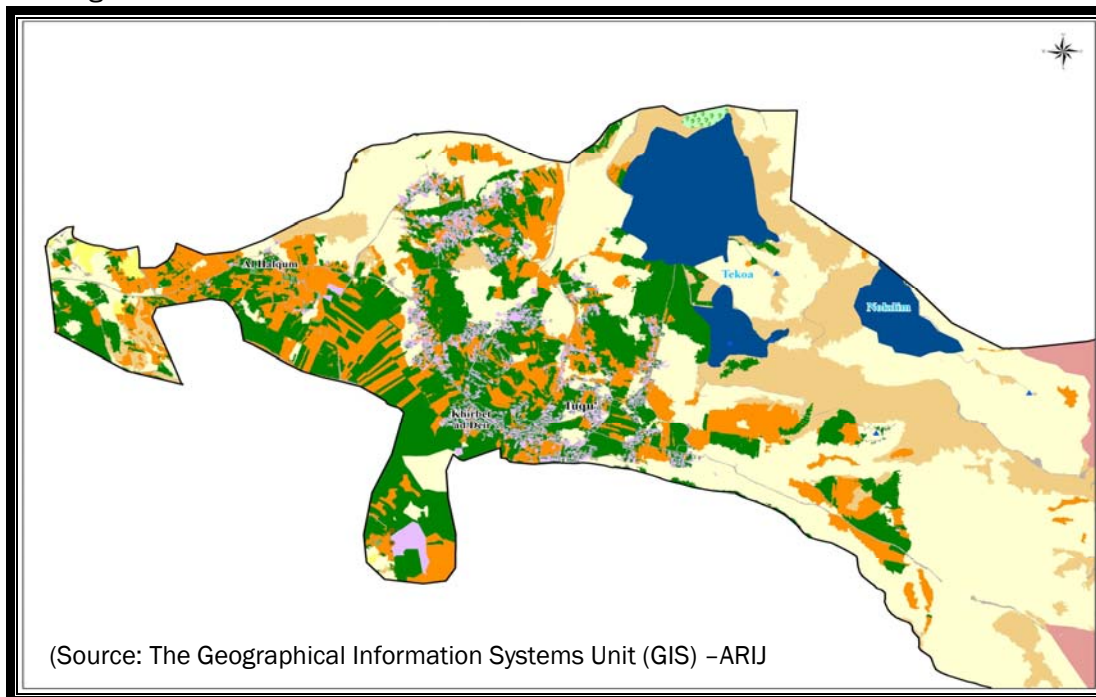 Al Halqum
Tekoa
Nokdim
Khirbet
ad Deir
Tuqu'
(Source: The Geographical Information Systems Unit (GIS) –ARIJ